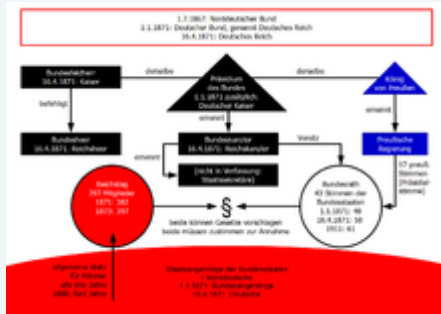 1.7.1867: Norddeutscher Bund
1.1.1871: Deutscher Bund, genannt Deutsches Reich
16.4.1871: Deutsches Reich
Bundesfeldherr
16.4.1871: Kaiser
derselbe
Präsidium
des Bundes
1.1.1871 zusätzlich:
Deutscher Kaiser
derselbe
König
von Preußen
befehligt
ernennt
ernennt
Bundesheer
16.4.1871: Reichsheer
Bundeskanzler
16.4.1871: Reichskanzler
Vorsitz
Preußische
Regierung
ernennt
[nicht in Verfassung:
Staatssekretäre]
17 preuß.
Stimmen
[Präsidial-
stimme]
Reichstag
297 Mitglieder
1871: 382
1873: 397
§
Bundesrath
43 Stimmen der
Bundesstaaten
1.1.1871: 48
16.4.1871: 58
1911: 61
beide können Gesetze vorschlagen
beide müssen zustimmen zur Annahme
allgemeine Wahl
für Männer
alle drei Jahre
1888: fünf Jahre
Staatsangehörige der Bundesstaaten
1.1.1871: Bundesangehörige
16.4.1871: Deutsche